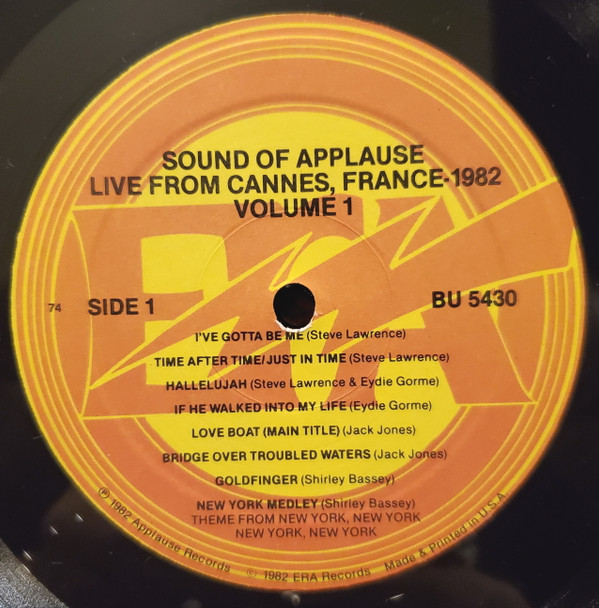 SOUND OF APPLAUSE
LIVE FROM CANNES, FRANCE-1982
VOLUME 1
ERA
74
SIDE 1
BU 5430
I'VE GOTTA BE ME (Steve Lawrence)
TIME AFTER TIME/JUST IN TIME (Steve Lawrence)
HALLELUJAH (Steve Lawrence & Eydie Gorme)
IF HE WALKED INTO MY LIFE (Eydie Gorme)
LOVE BOAT (MAIN TITLE) (Jack Jones)
BRIDGE OVER TROUBLED WATERS (Jack Jones)
GOLDFINGER (Shirley Bassey)
NEW YORK MEDLEY (Shirley Bassey)
THEME FROM NEW YORK, NEW YORK
NEW YORK, NEW YORK
℗ 1982 Applause Records © 1982 ERA Records Made & Printed in U.S.A.